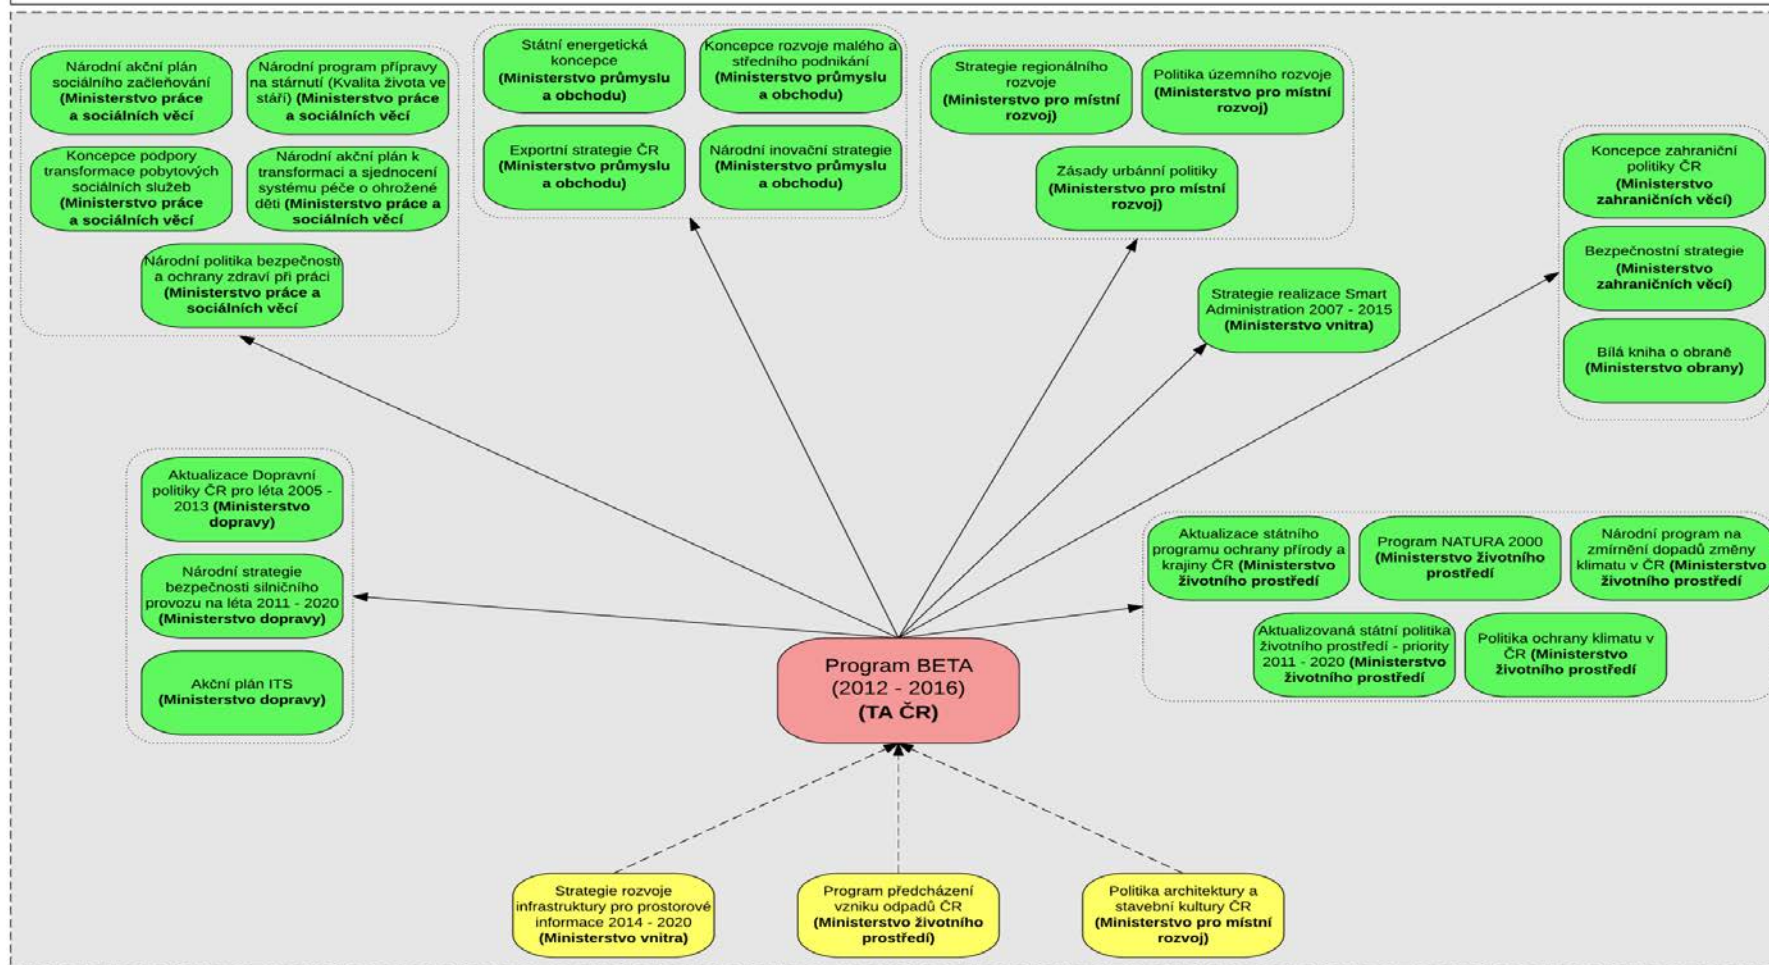 Národní akční plán
sociálního začleňování
(Ministerstvo práce
a sociálních věcí)
Národní program přípravy
na stárnutí (Kvalita života ve
stáří) (Ministerstvo práce
a sociálních věcí)
Koncepce podpory
transformace pobytových
sociálních služeb
(Ministerstvo práce
a sociálních věcí)
Národní akční plán k
transformaci a sjednocení
systému péče o ohrožené
děti (Ministerstvo práce a
sociálních věcí
Národní politika bezpečnosti
a ochrany zdraví při práci
(Ministerstvo práce a
sociálních věcí
Státní energetická
koncepce
(Ministerstvo průmyslu
a obchodu)
Koncepce rozvoje malého a
středního podnikání
(Ministerstvo průmyslu
a obchodu)
Exportní strategie ČR
(Ministerstvo průmyslu
a obchodu)
Národní inovační strategie
(Ministerstvo průmyslu
a obchodu)
Strategie regionálního
rozvoje
(Ministerstvo pro místní
rozvoj)
Politika územního rozvoje
(Ministerstvo pro místní
rozvoj)
Zásady urbánní politiky
(Ministerstvo pro místní
rozvoj)
Strategie realizace Smart
Administration 2007 - 2015
(Ministerstvo vnitra)
Koncepce zahraniční
politiky ČR
(Ministerstvo
zahraničních věcí)
Bezpečnostní strategie
(Ministerstvo
zahraničních věcí)
Bílá kniha o obraně
(Ministerstvo obrany)
Aktualizace Dopravní
politiky ČR pro léta 2005 -
2013 (Ministerstvo
dopravy)
Národní strategie
bezpečnosti silničního
provozu na léta 2011 - 2020
(Ministerstvo dopravy)
Akční plán ITS
(Ministerstvo dopravy)
Aktualizace státního
programu ochrany přírody a
krajiny ČR (Ministerstvo
životního prostředí
Program NATURA 2000
(Ministerstvo životního
prostředí
Národní program na
zmírnění dopadů změny
klimatu v ČR (Ministerstvo
životního prostředí
Aktualizovaná státní politika
životního prostředí - priority
2011 - 2020 (Ministerstvo
životního prostředí
Politika ochrany klimatu v
ČR (Ministerstvo
životního prostředí
Program BETA
(2012 - 2016)
(TA ČR)
Strategie rozvoje
infrastruktury pro prostorové
informace 2014 - 2020
(Ministerstvo vnitra)
Program předcházení
vzniku odpadů ČR
(Ministerstvo životního
prostředí)
Politika architektury a
stavební kultury ČR
(Ministerstvo pro místní
rozvoj)